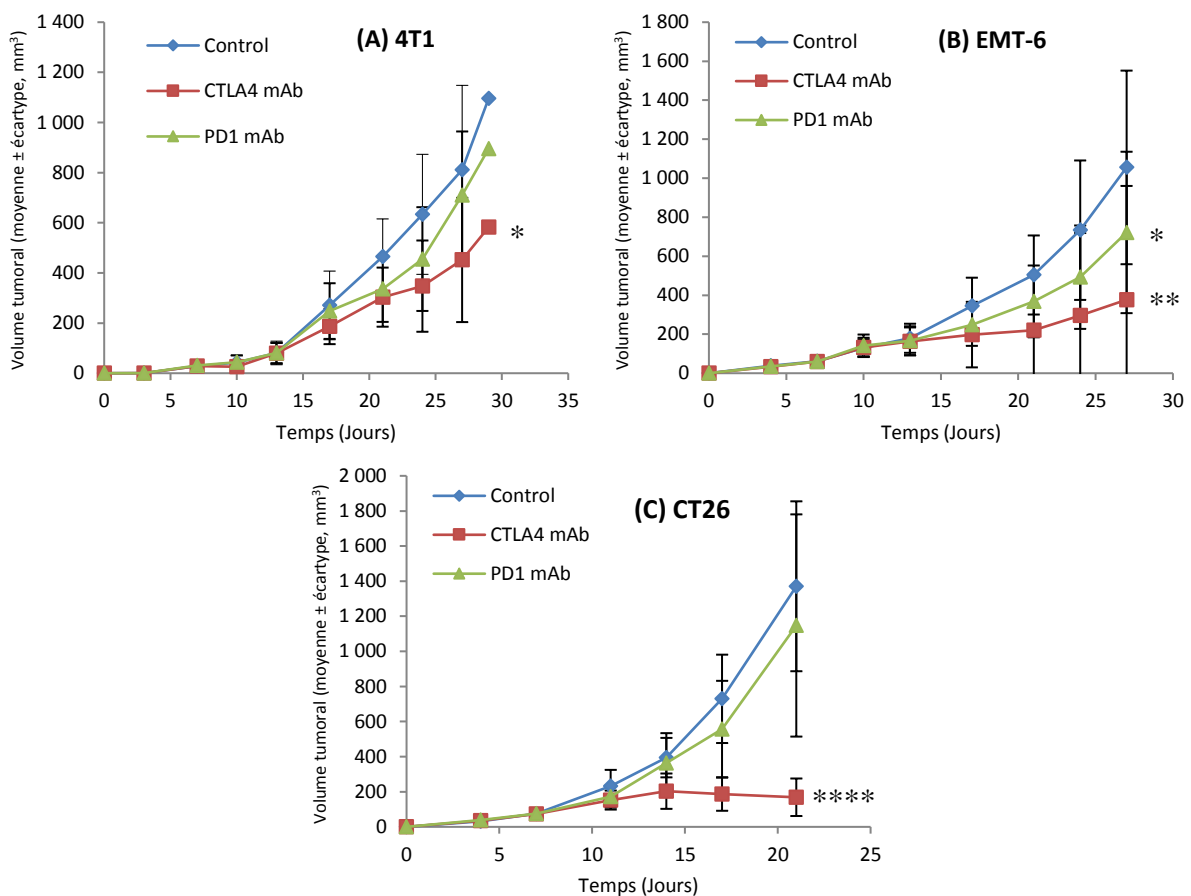 (A) 4T1
Volume tumoral (moyenne ± écartype, mm³)
1 400
1 200
1 000
800
600
400
200
0
Control
CTLA4 mAb
PD1 mAb
*
0 5 10 15 20 25 30 35
Temps (Jours)
(B) EMT-6
Volume tumoral (moyenne ± écartype, mm³)
1 800
1 600
1 400
1 200
1 000
800
600
400
200
0
Control
CTLA4 mAb
PD1 mAb
*
**
0 5 10 15 20 25 30
Temps (Jours)
(C) CT26
Volume tumoral (moyenne ± écartype, mm³)
2 000
1 800
1 600
1 400
1 200
1 000
800
600
400
200
0
Control
CTLA4 mAb
PD1 mAb
****
0 5 10 15 20 25
Temps (Jours)